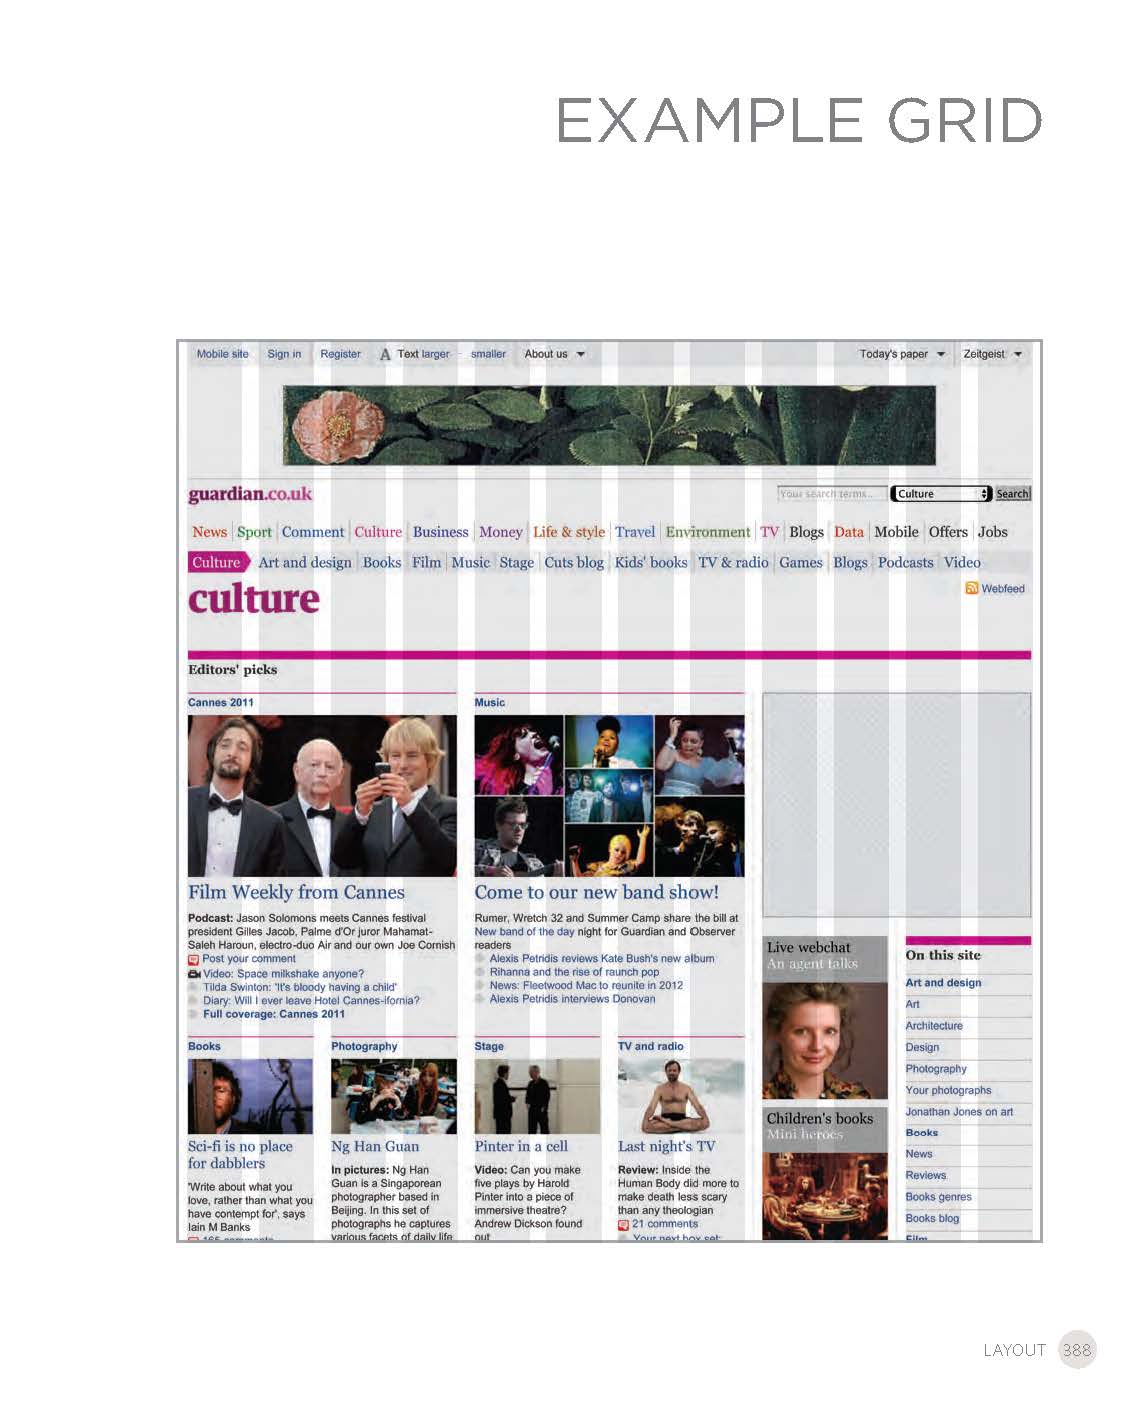 EXAMPLE GRID
Mobile site Sign in Register A Text larger · smaller About us Today's paper Zeitgeist
guardian.co.uk
Your search terms... Culture Search
News Sport Comment Culture Business Money Life & style Travel Environment TV Blogs Data Mobile Offers Jobs
Culture Art and design Books Film Music Stage Cuts blog Kids' books TV & radio Games Blogs Podcasts Video
culture
Webfeed
Editors' picks
Cannes 2011
Film Weekly from Cannes
Podcast: Jason Solomons meets Cannes festival
president Gilles Jacob, Palme d'Or juror Mahamat-
Saleh Haroun, electro-duo Air and our own Joe Cornish
Post your comment
Video: Space milkshake anyone?
Tilda Swinton: 'It's bloody having a child'
Diary: Will I ever leave Hotel Cannes-ifornia?
Full coverage: Cannes 2011
Music
Come to our new band show!
Rumer, Wretch 32 and Summer Camp share the bill at
New band of the day night for Guardian and Observer
readers
Alexis Petridis reviews Kate Bush's new album
Rihanna and the rise of raunch pop
News: Fleetwood Mac to reunite in 2012
Alexis Petridis interviews Donovan
Books
Sci-fi is no place
for dabblers
'Write about what you
love, rather than what you
have contempt for', says
Iain M Banks
165 comments
Photography
Ng Han Guan
In pictures: Ng Han
Guan is a Singaporean
photographer based in
Beijing. In this set of
photographs he captures
various facets of daily life
Stage
Pinter in a cell
Video: Can you make
five plays by Harold
Pinter into a piece of
immersive theatre?
Andrew Dickson found
out
TV and radio
Last night's TV
Review: Inside the
Human Body did more to
make death less scary
than any theologian
21 comments
Your next box set:
Live webchat
An agent talks
Children's books
Mini heroes
On this site
Art and design
Art
Architecture
Design
Photography
Your photographs
Jonathan Jones on art
Books
News
Reviews
Books genres
Books blog
Film
LAYOUT 388